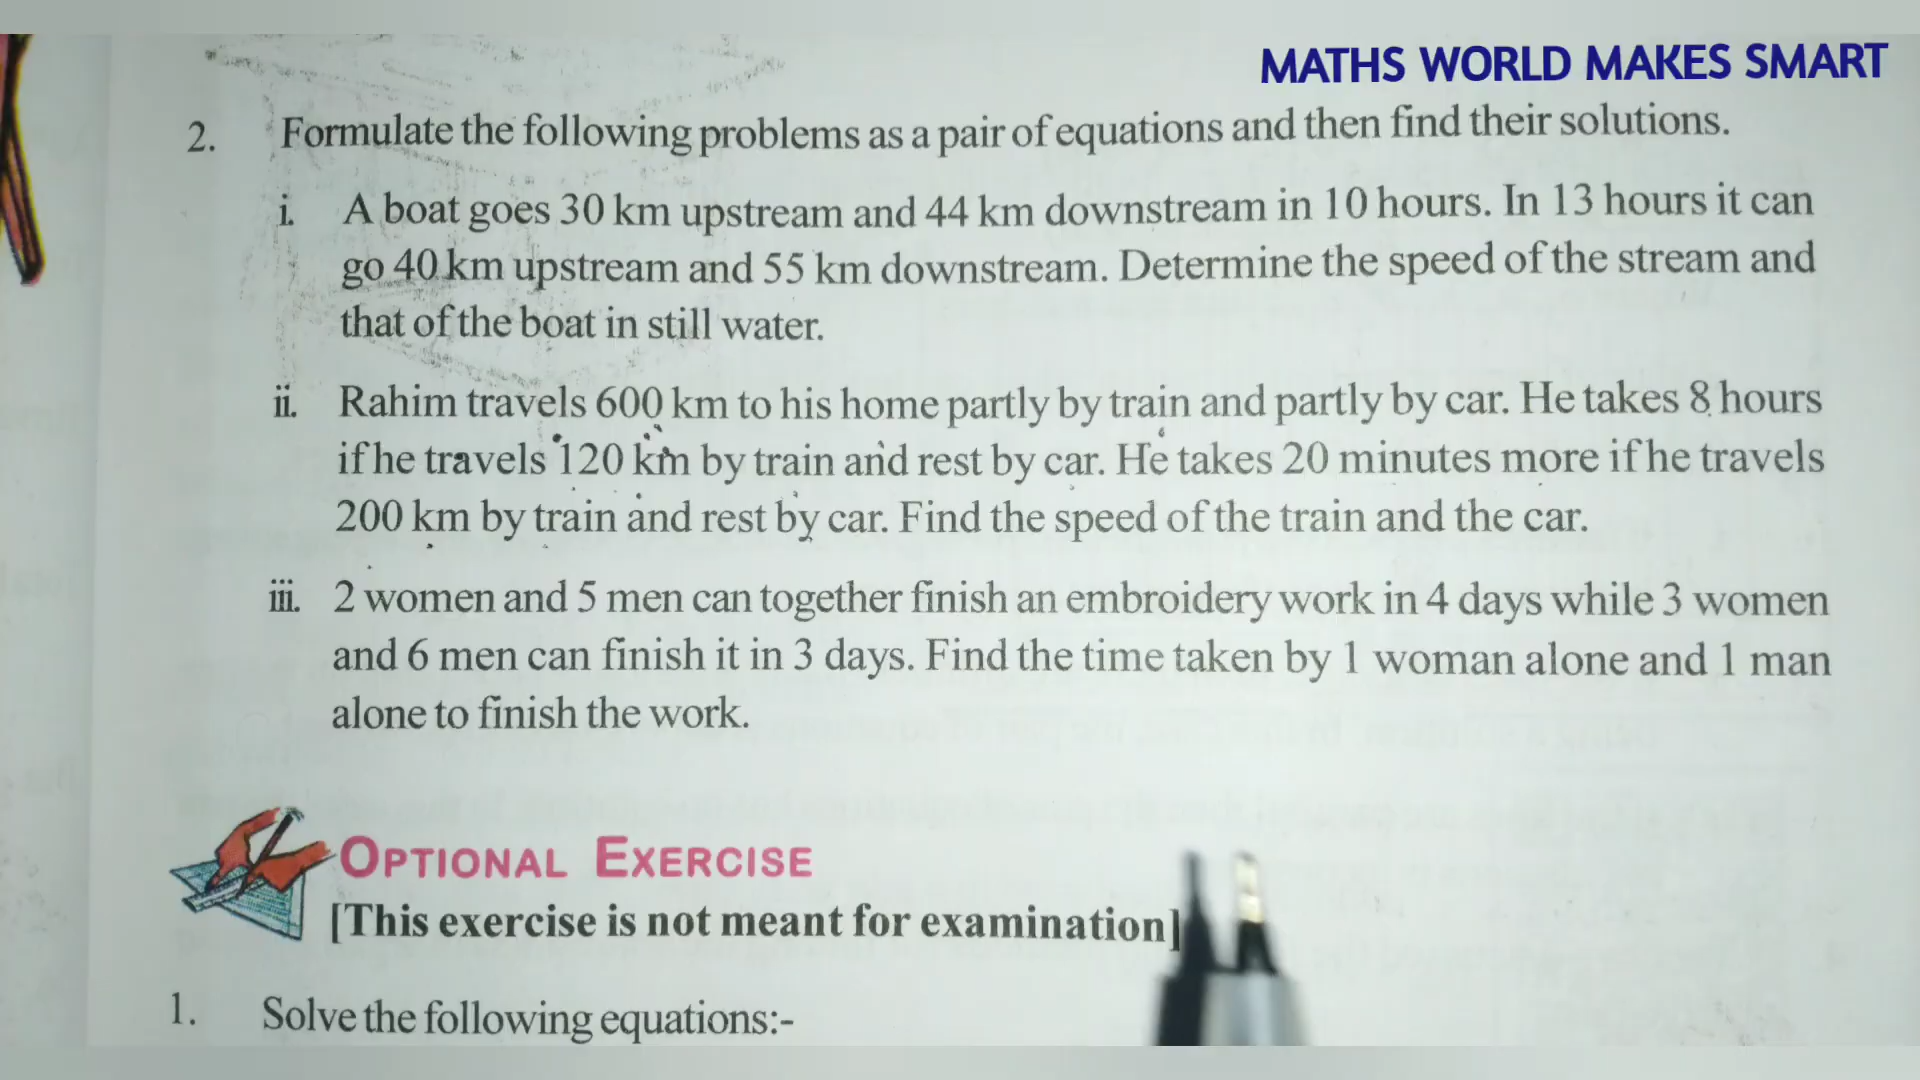 MATHS WORLD MAKES SMART
2. Formulate the following problems as a pair of equations and then find their solutions.
i. A boat goes 30 km upstream and 44 km downstream in 10 hours. In 13 hours it can
go 40 km upstream and 55 km downstream. Determine the speed of the stream and
that of the boat in still water.
ii. Rahim travels 600 km to his home partly by train and partly by car. He takes 8 hours
if he travels 120 km by train and rest by car. He takes 20 minutes more if he travels
200 km by train and rest by car. Find the speed of the train and the car.
iii. 2 women and 5 men can together finish an embroidery work in 4 days while 3 women
and 6 men can finish it in 3 days. Find the time taken by 1 woman alone and 1 man
alone to finish the work.
OPTIONAL EXERCISE
[This exercise is not meant for examination]
1. Solve the following equations:-